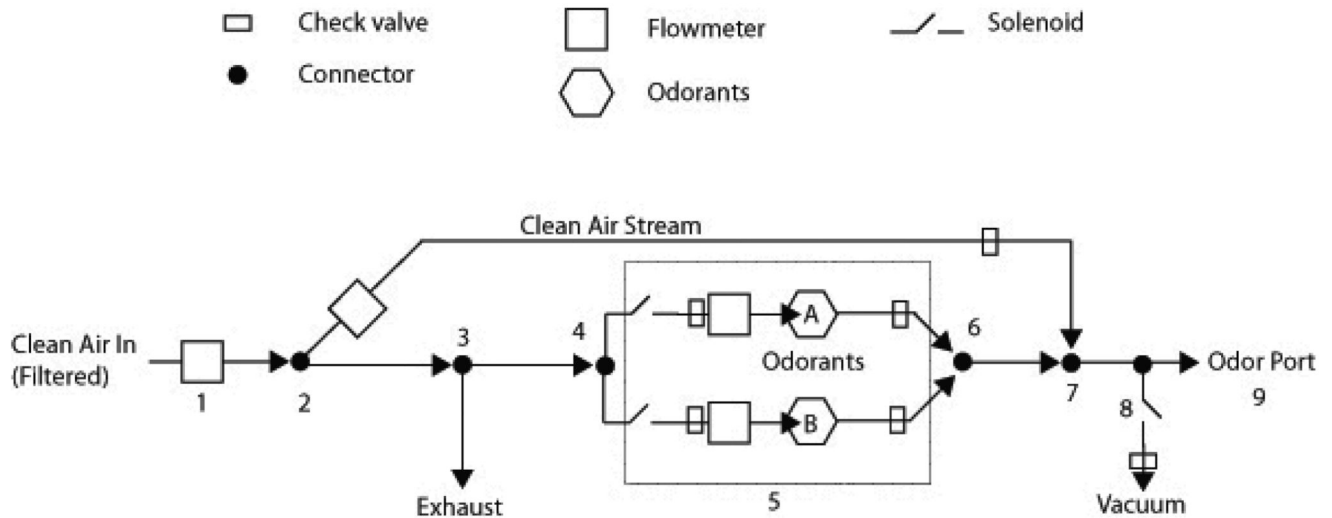 Check valve
Flowmeter
Solenoid
Connector
Odorants
Clean Air Stream
Clean Air In
(Filtered)
1
2
3
4
A
Odorants
B
5
6
7
8
Odor Port
9
Exhaust
Vacuum